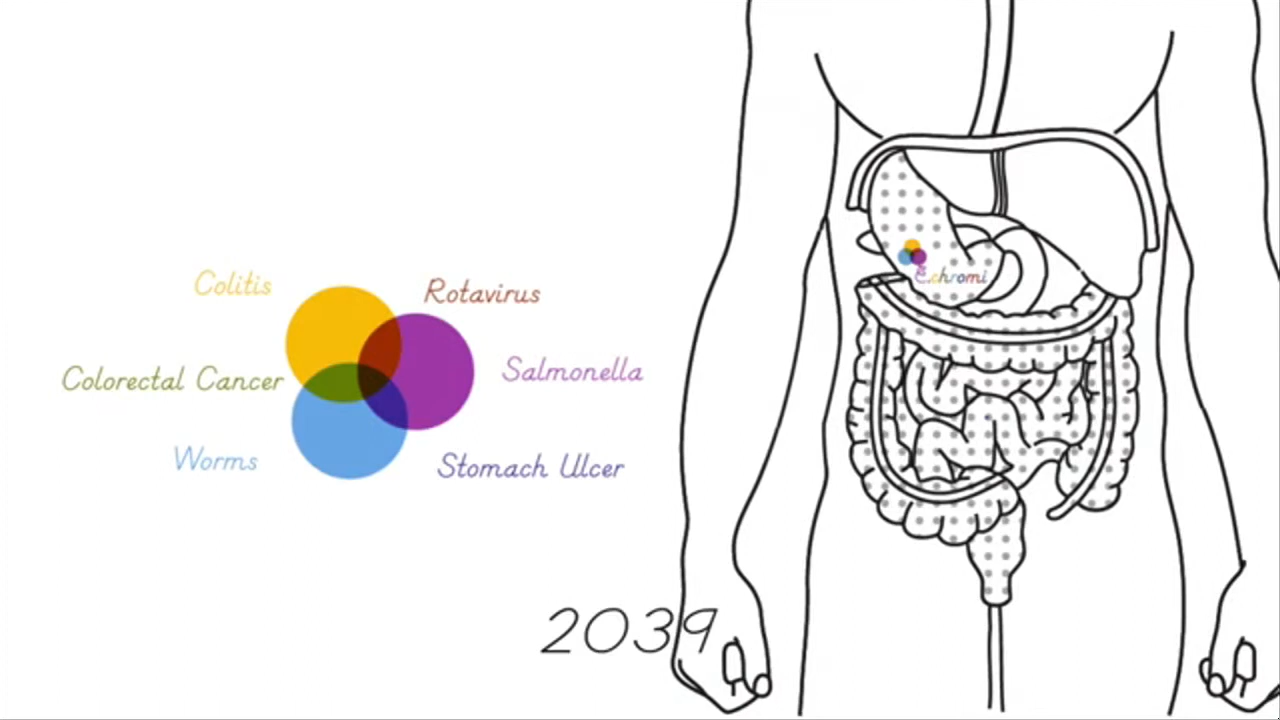 Colitis
Rotavirus
Colorectal Cancer
Salmonella
Worms
Stomach Ulcer
E.chromi
2039